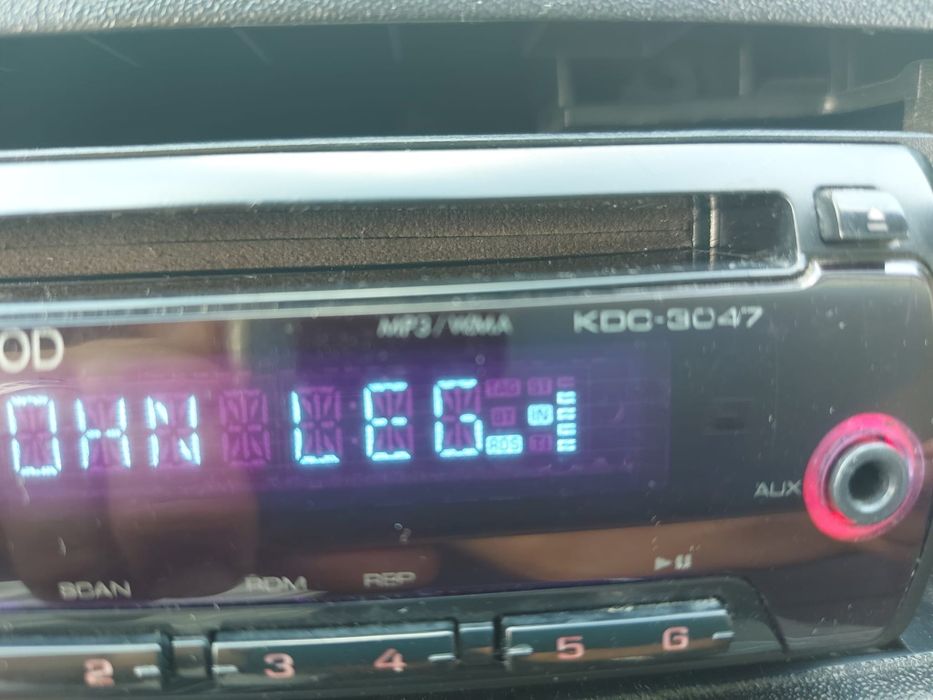 MP3/WMA KDC-3047
OD
OHN LEG
TAG ST
BT IN
RDS TI
AUX
SCAN RDM REP
2 3 4 5 6